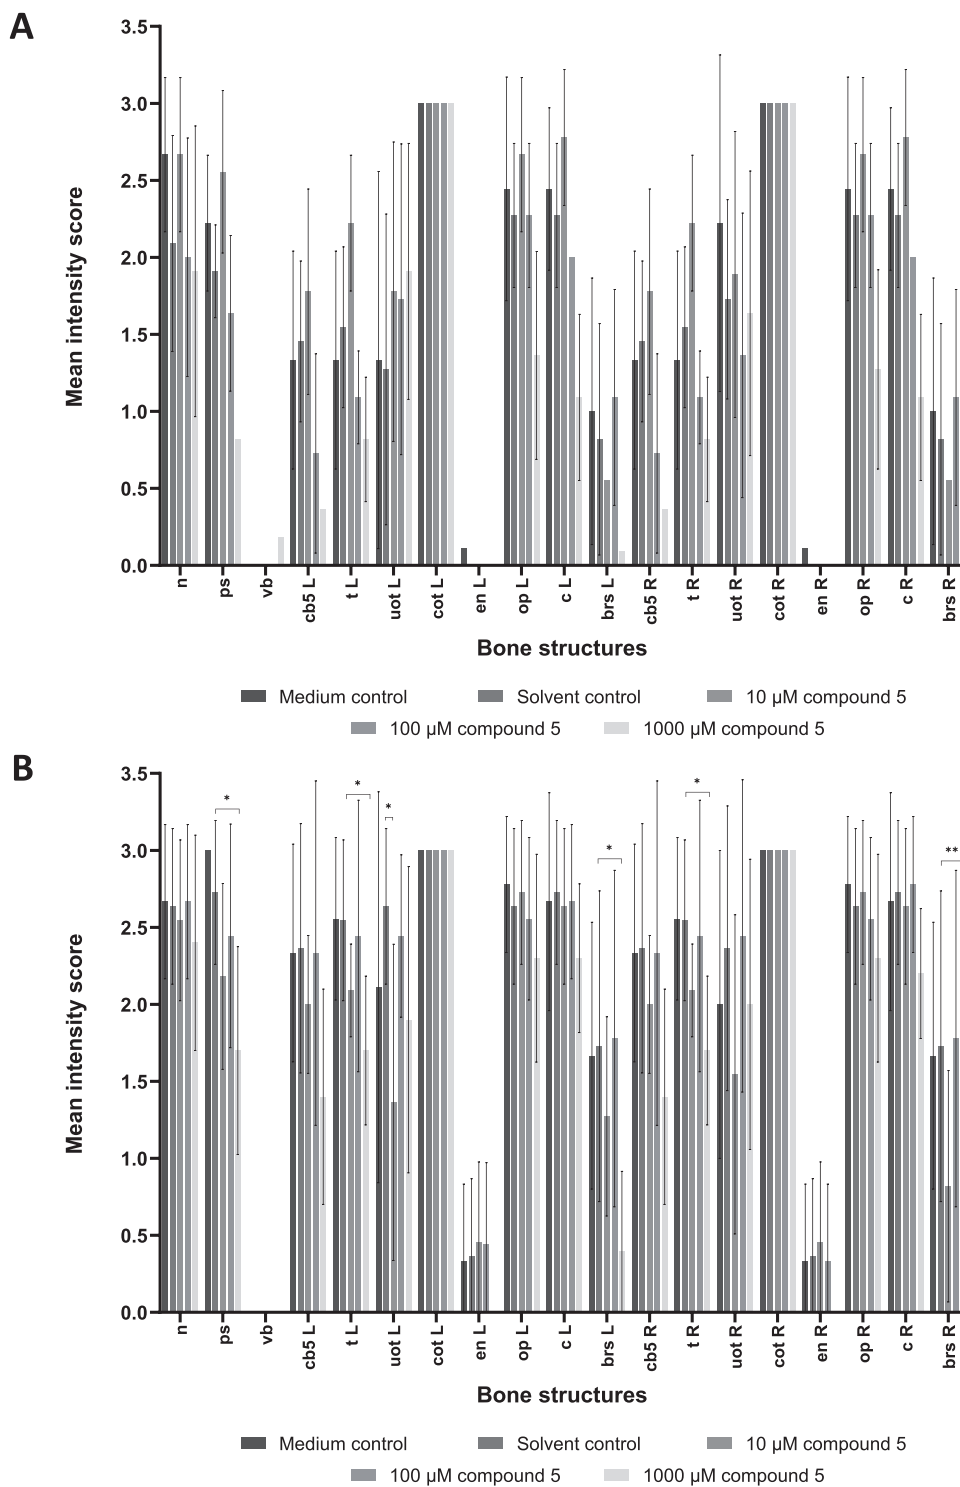 A
3.5
3.0
2.5
2.0
1.5
1.0
0.5
0.0
Mean intensity score
n ps vb cb5 L t L uot L cot L en L op L c L brs L cb5 R t R uot R cot R en R op R c R brs R
Bone structures
Medium control Solvent control 10 µM compound 5
100 µM compound 5 1000 µM compound 5
B
3.5
3.0
2.5
2.0
1.5
1.0
0.5
0.0
Mean intensity score
* * * * * **
n ps vb cb5 L t L uot L cot L en L op L c L brs L cb5 R t R uot R cot R en R op R c R brs R
Bone structures
Medium control Solvent control 10 µM compound 5
100 µM compound 5 1000 µM compound 5